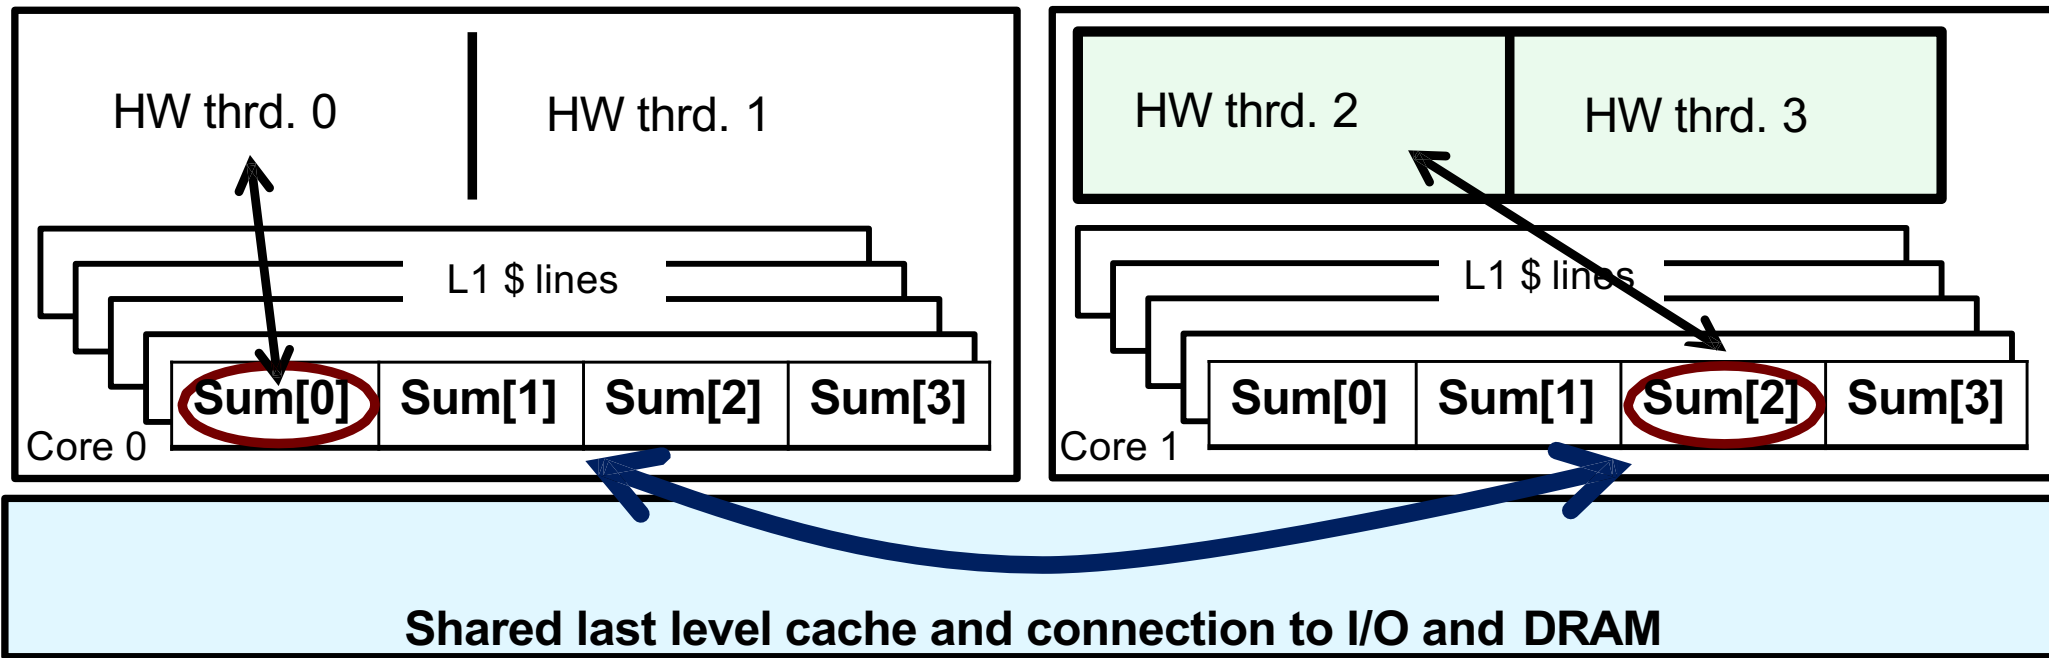 HW thrd. 0
HW thrd. 1
L1 $ lines
Sum[0] Sum[1] Sum[2] Sum[3]
Core 0
HW thrd. 2
HW thrd. 3
L1 $ lines
Sum[0] Sum[1] Sum[2] Sum[3]
Core 1
Shared last level cache and connection to I/O and DRAM